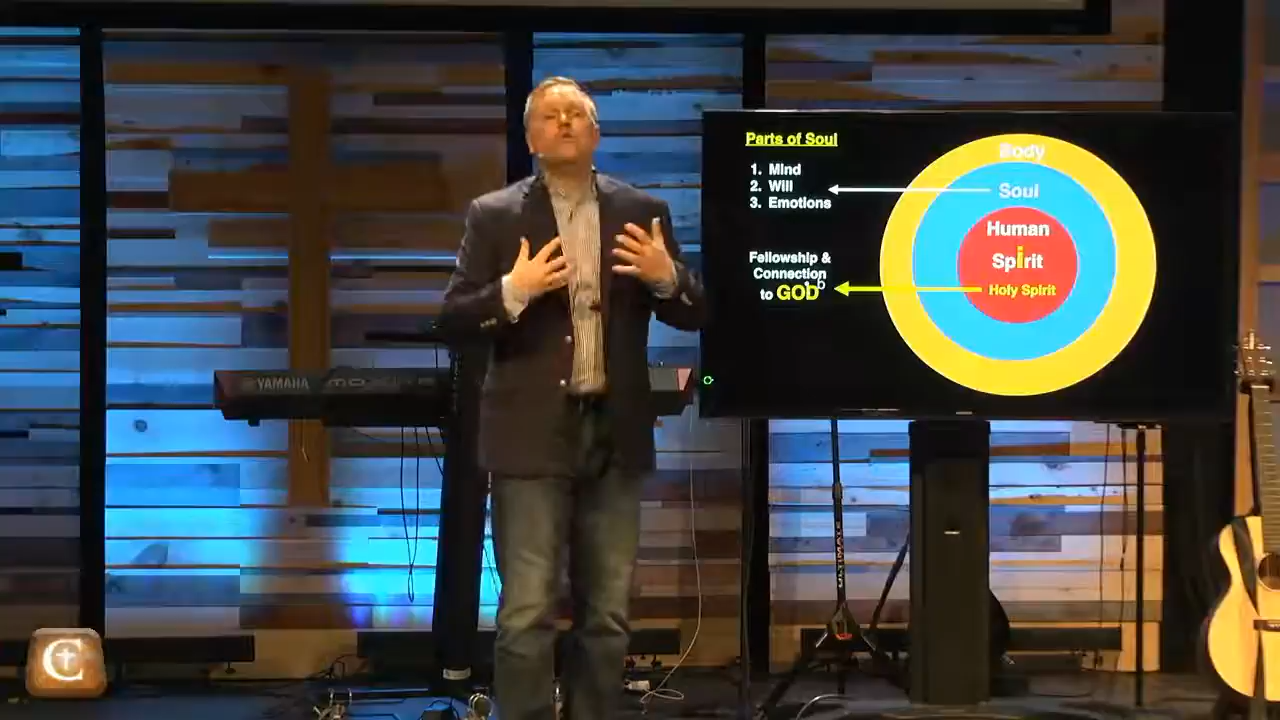 Parts of Soul
1. Mind
2. Will
3. Emotions
Fellowship &
Connection
to GOD
Body
Soul
Human
Spirit
Holy Spirit
YAMAHA
ULTIMATE
C